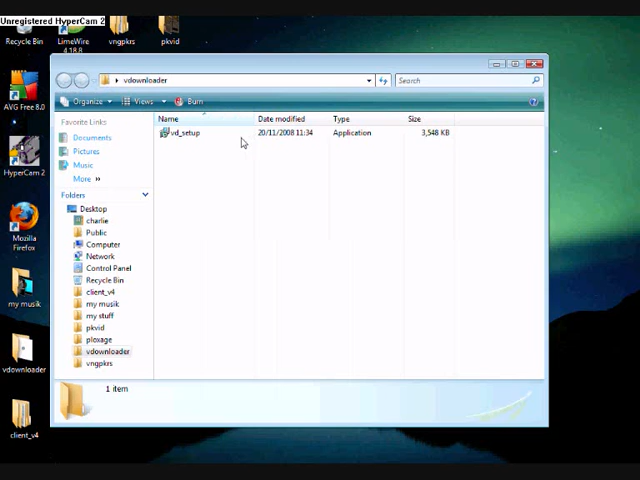 Unregistered HyperCam 2
Recycle Bin
LimeWire 4.18.8
vngpkrs
pkvid
AVG Free 8.0
HyperCam 2
Mozilla Firefox
my musik
vdownloader
client_v4
vdownloader
Search
Organize
Views
Burn
Favorite Links
Documents
Pictures
Music
More »
Folders
Desktop
charlie
Public
Computer
Network
Control Panel
Recycle Bin
client_v4
my musik
my stuff
pkvid
ploxage
vdownloader
vngpkrs
Name Date modified Type Size
vd_setup 20/11/2008 11:34 Application 3,548 KB
1 item